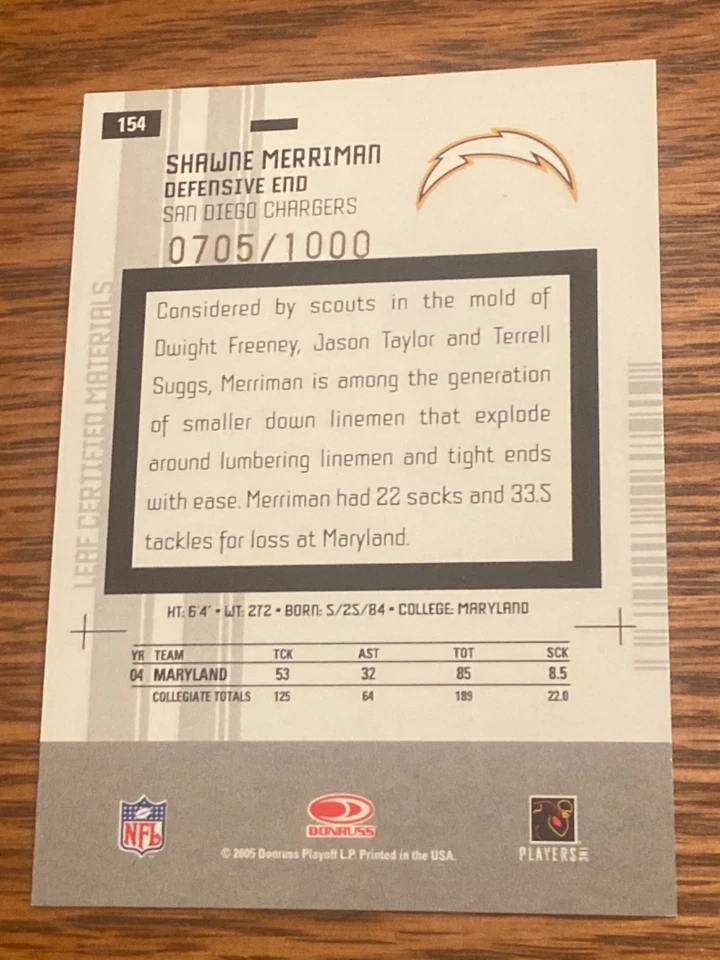 154
SHAWNE MERRIMAN
DEFENSIVE END
SAN DIEGO CHARGERS
0705/1000
LEAF CERTIFIED MATERIALS
Considered by scouts in the mold of
Dwight Freeney, Jason Taylor and Terrell
Suggs, Merriman is among the generation
of smaller down linemen that explode
around lumbering linemen and tight ends
with ease. Merriman had 22 sacks and 33.5
tackles for loss at Maryland.
HT: 6'4" • WT: 272 • BORN: 5/25/84 • COLLEGE: MARYLAND
YR TEAM TCK AST TOT SCK
04 MARYLAND 53 32 85 8.5
COLLEGIATE TOTALS 125 64 189 22.0
NFL
DONRUSS
PLAYERS INC
© 2005 Donruss Playoff L.P. Printed in the USA.